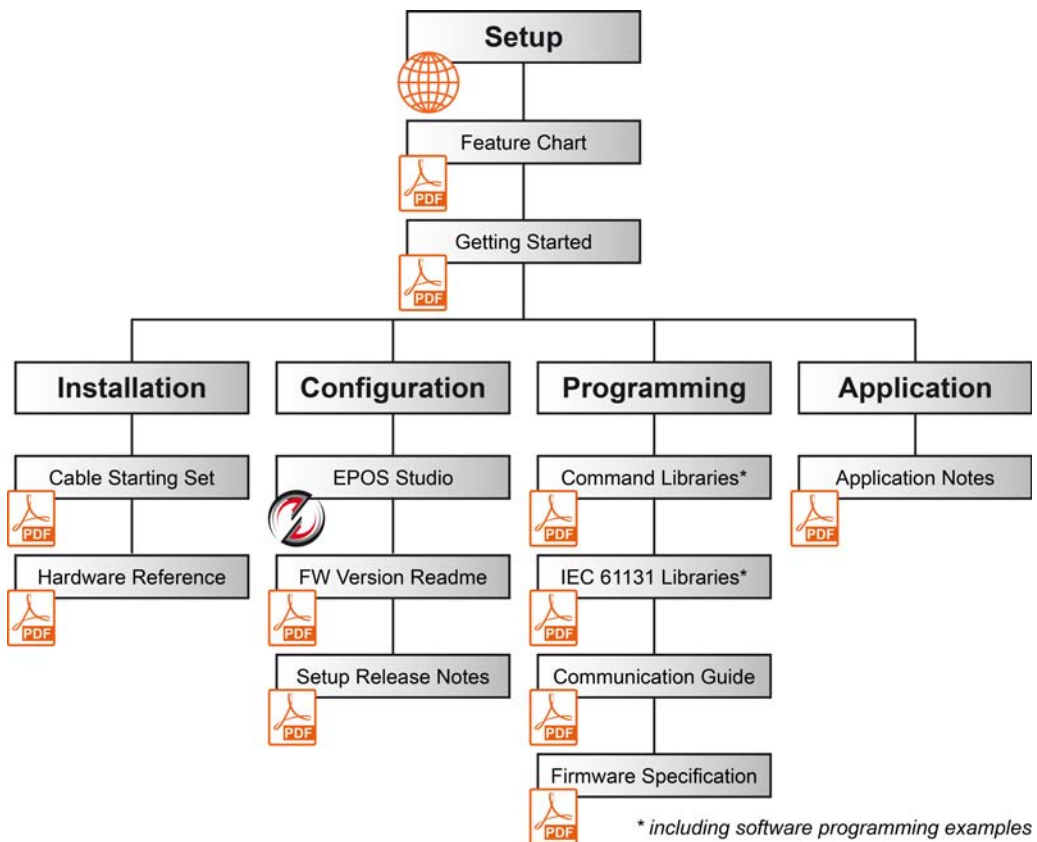 Setup
Feature Chart
PDF
Getting Started
PDF
Installation
Configuration
Programming
Application
Cable Starting Set
PDF
EPOS Studio
Command Libraries*
PDF
Application Notes
PDF
Hardware Reference
PDF
FW Version Readme
PDF
IEC 61131 Libraries*
PDF
Setup Release Notes
PDF
Communication Guide
PDF
Firmware Specification
PDF
* including software programming examples